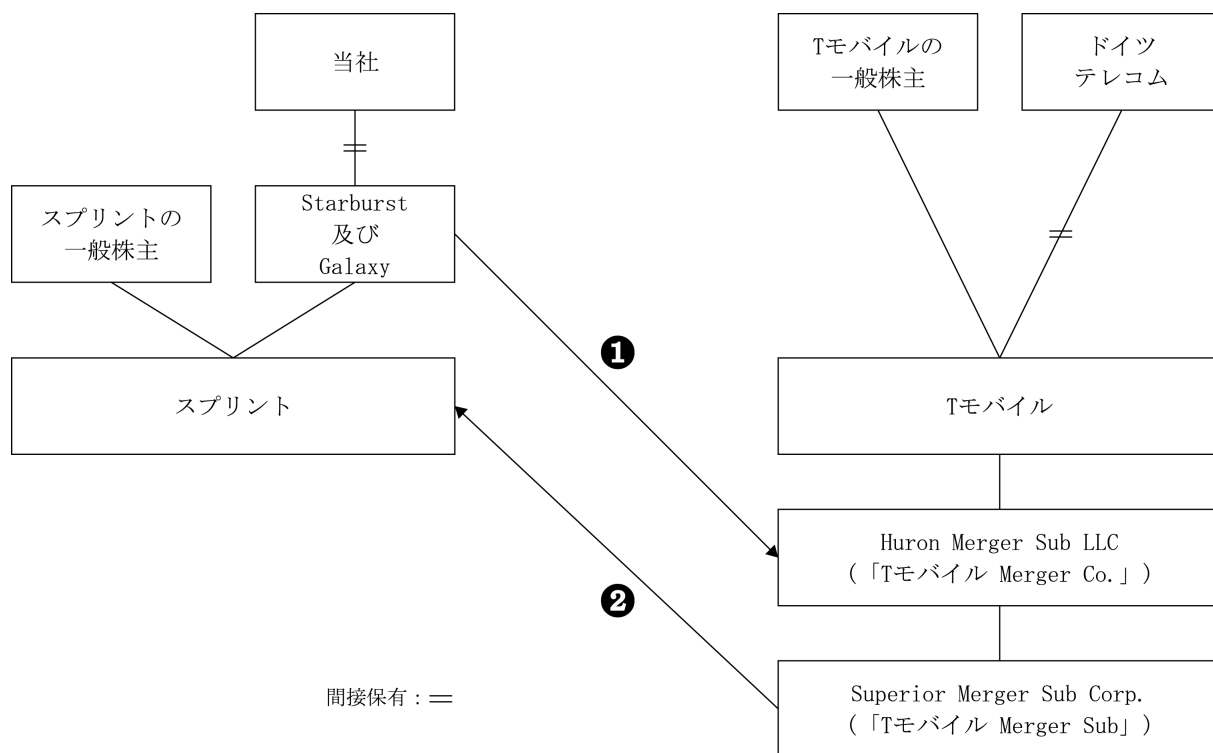 当社
Tモバイルの
一般株主
ドイツ
テレコム
スプリントの
一般株主
Starburst
及び
Galaxy
❶
スプリント
Tモバイル
Huron Merger Sub LLC
(「Tモバイル Merger Co.」)
❷
間接保有:
Superior Merger Sub Corp.
(「Tモバイル Merger Sub」)